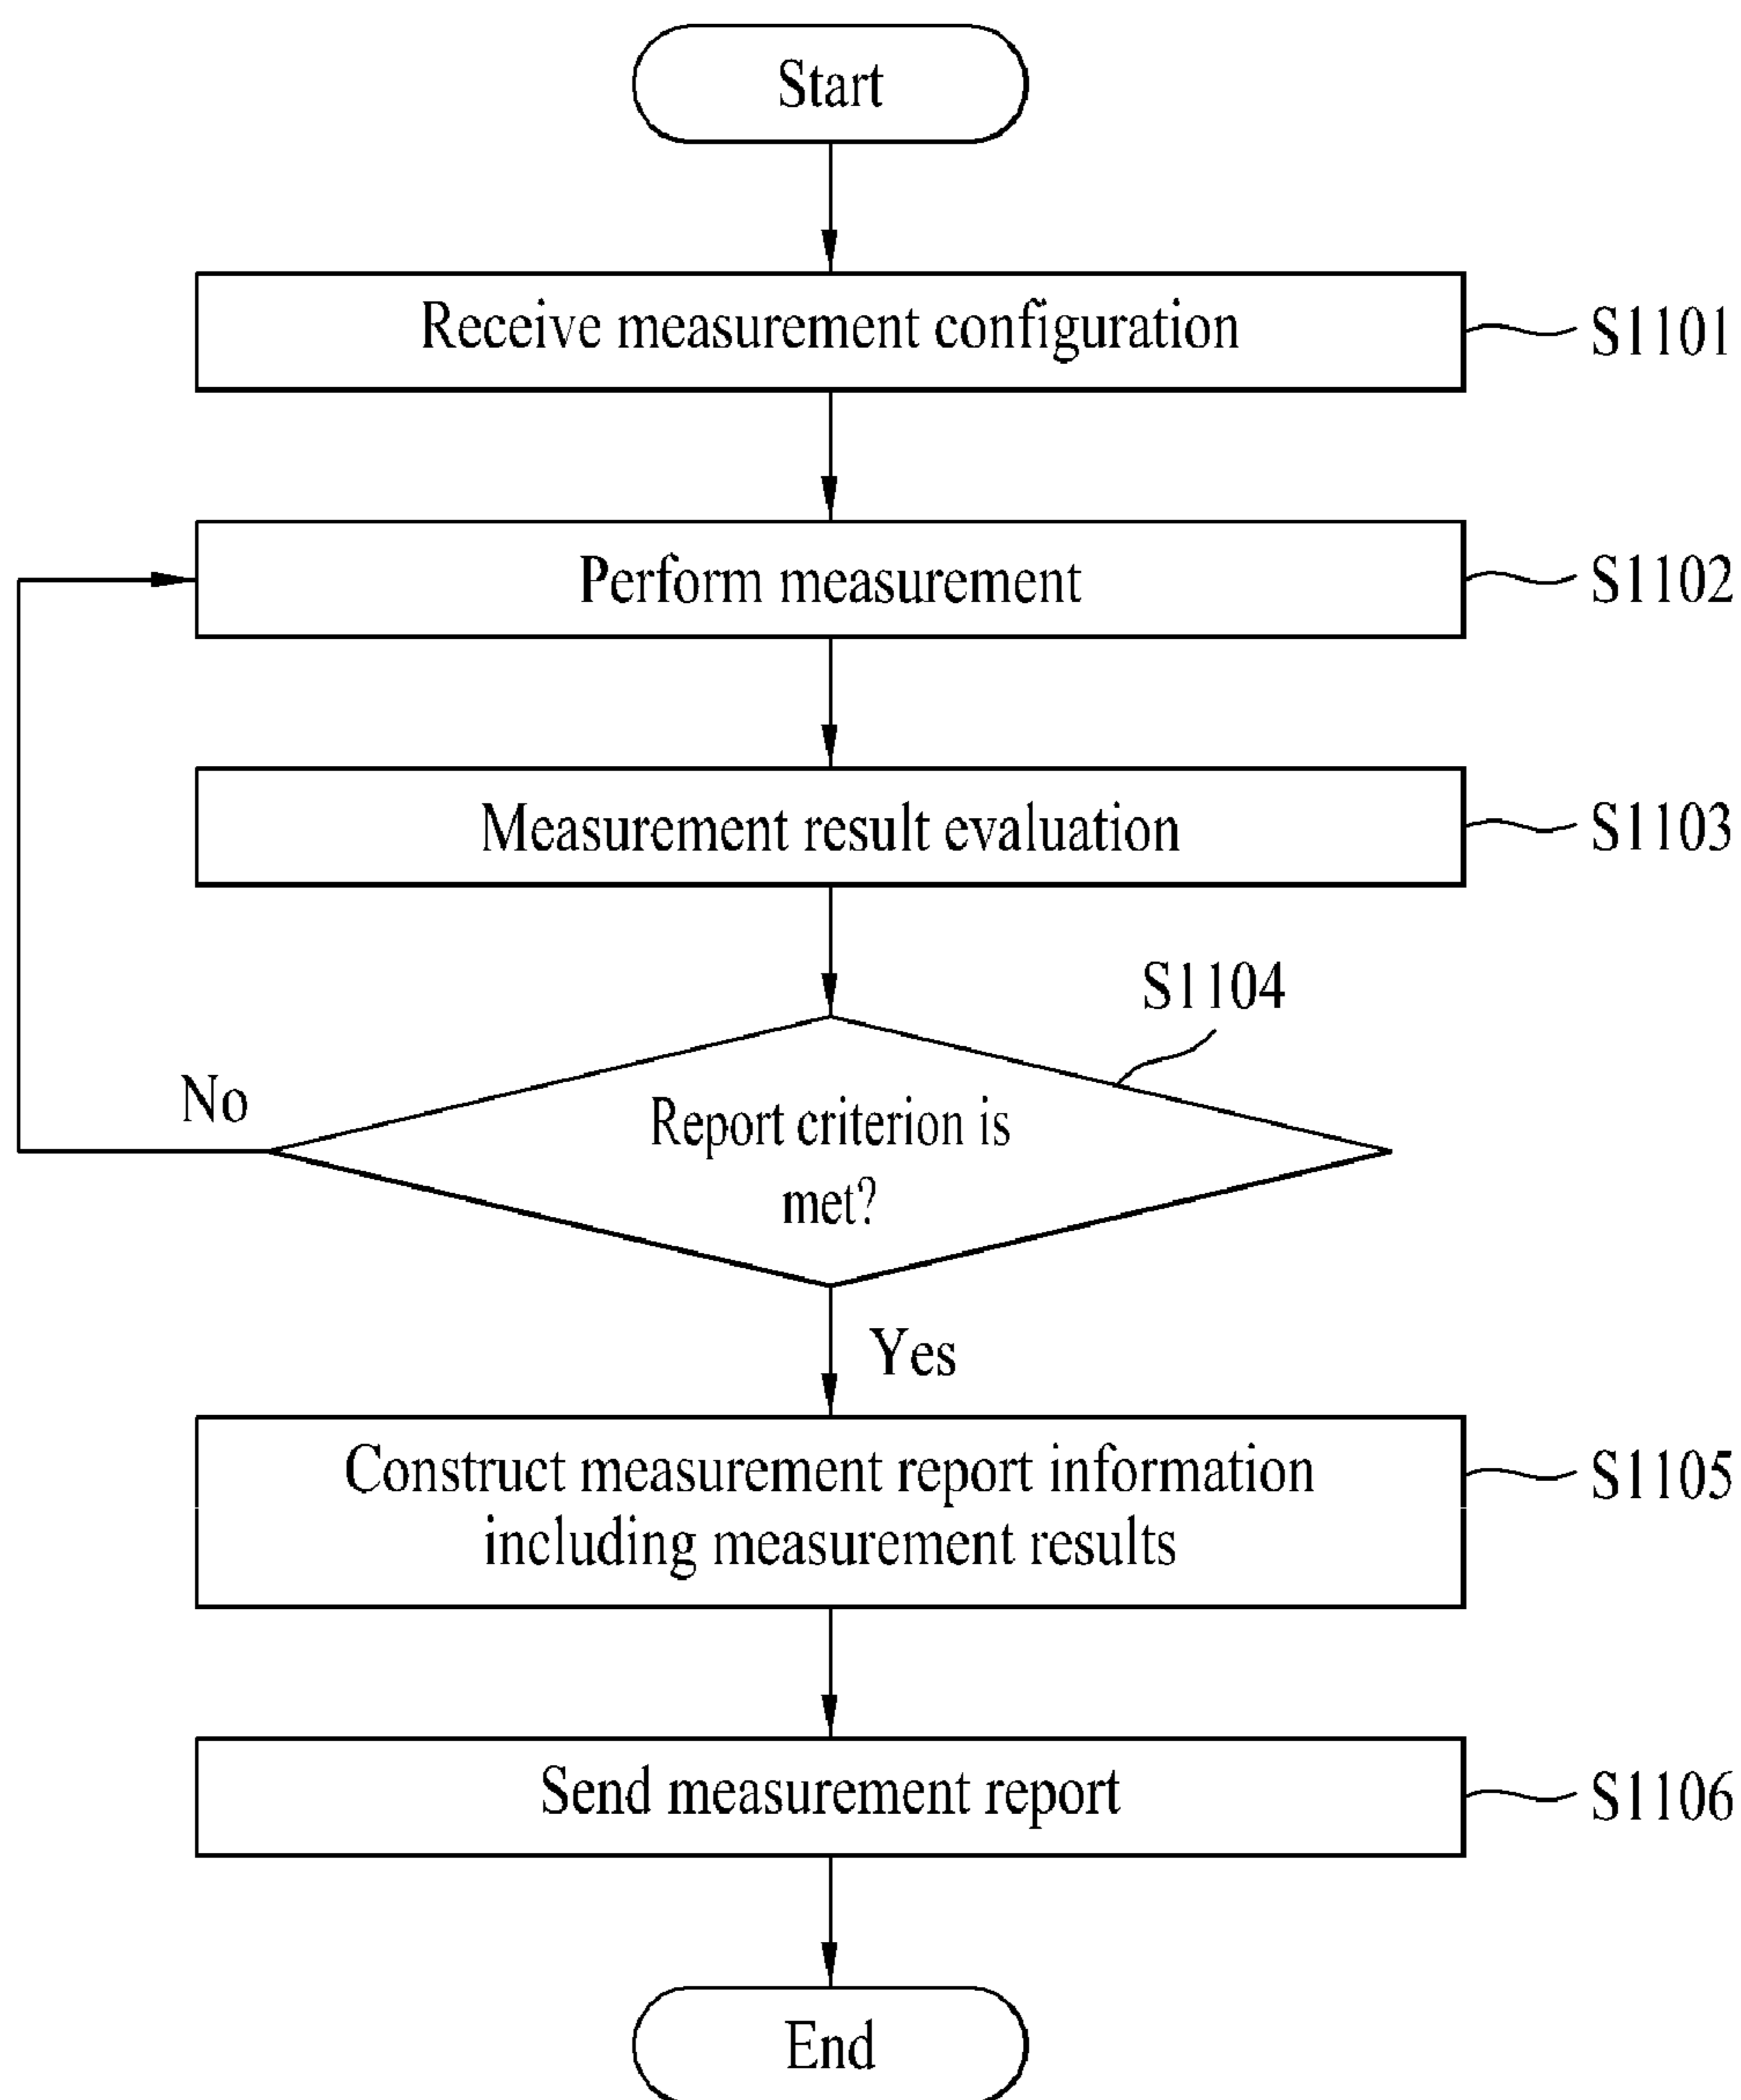 Start
Receive measurement configuration
S1101
Perform measurement
S1102
Measurement result evaluation
S1103
S1104
No
Report criterion is
met?
Yes
Construct measurement report information
including measurement results
S1105
Send measurement report
S1106
End